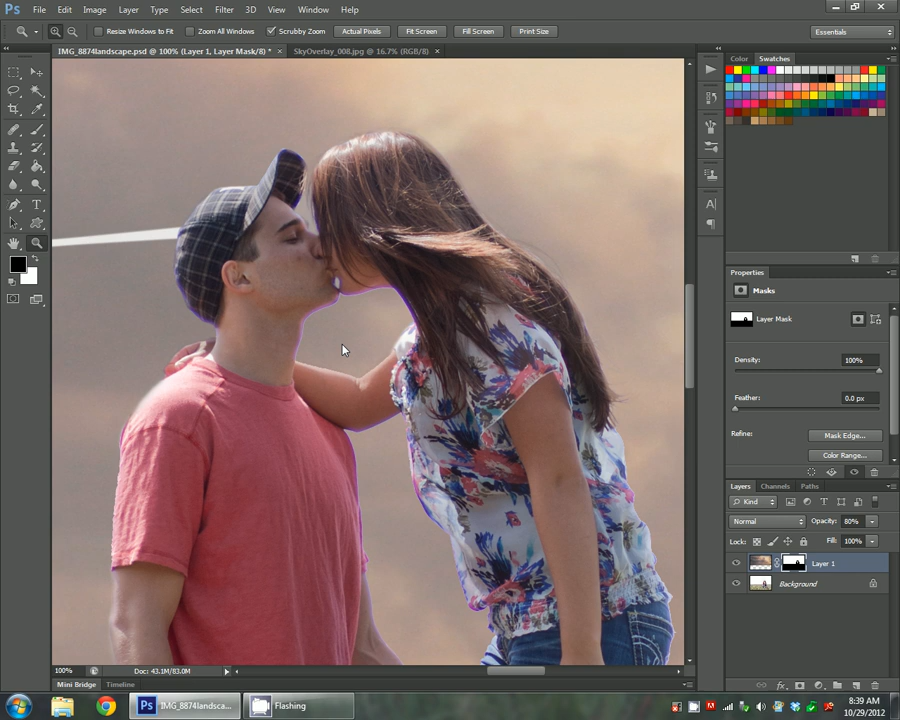 Ps File Edit Image Layer Type Select Filter 3D View Window Help
Resize Windows to Fit Zoom All Windows Scrubby Zoom Actual Pixels Fit Screen Fill Screen Print Size Essentials
IMG_8874landscape.psd @ 100% (Layer 1, Layer Mask/8) * × SkyOverlay_008.jpg @ 16.7% (RGB/8) ×
Color Swatches
Properties
Masks
Layer Mask
Density: 100%
Feather: 0.0 px
Refine: Mask Edge...
Color Range...
Layers Channels Paths
Kind
Normal Opacity: 80%
Lock: Fill: 100%
Layer 1
Background
100% Doc: 43.1M/83.0M
Mini Bridge Timeline
Ps IMG_8874landscap... Flashing
8:39 AM
10/29/2012